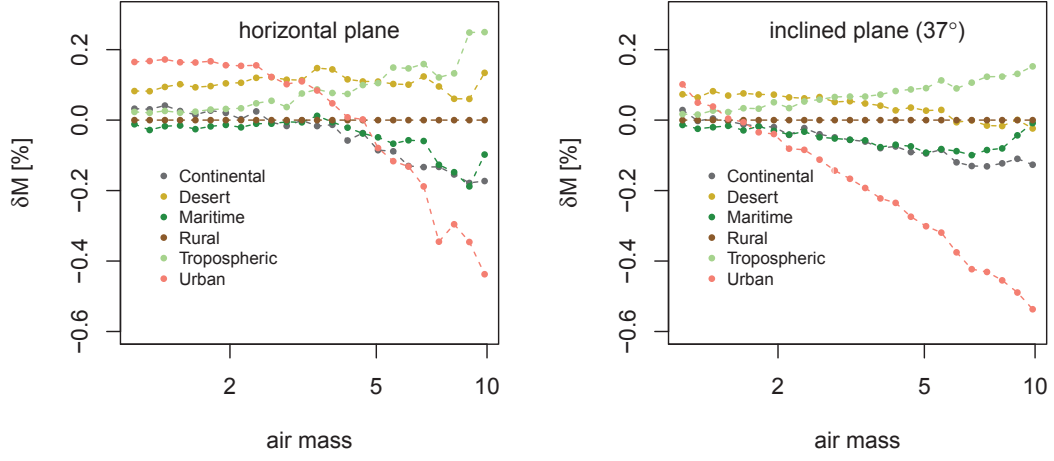 horizontal plane
δM [%]
0.2
0.0
−0.2
−0.4
−0.6
Continental
Desert
Maritime
Rural
Tropospheric
Urban
2 5 10
air mass
inclined plane (37°)
δM [%]
0.2
0.0
−0.2
−0.4
−0.6
Continental
Desert
Maritime
Rural
Tropospheric
Urban
2 5 10
air mass